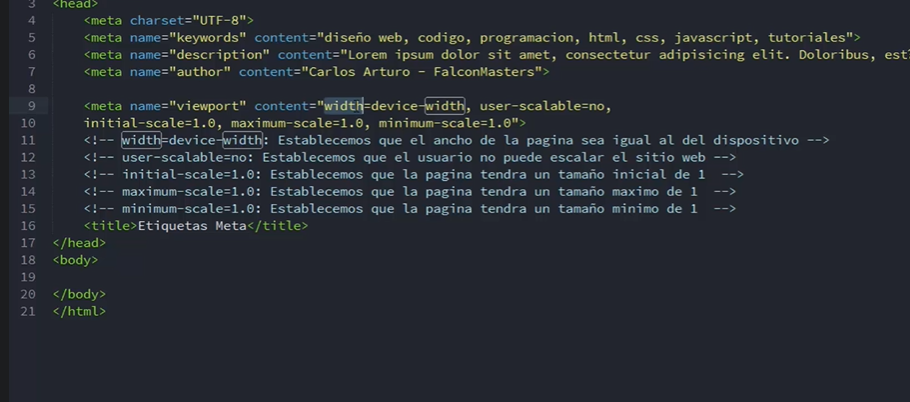 3 <head>
4 <meta charset="UTF-8">
5 <meta name="keywords" content="diseño web, codigo, programacion, html, css, javascript, tutoriales">
6 <meta name="description" content="Lorem ipsum dolor sit amet, consectetur adipisicing elit. Doloribus, est?
7 <meta name="author" content="Carlos Arturo - FalconMasters">
8
9 <meta name="viewport" content="width=device-width, user-scalable=no,
10 initial-scale=1.0, maximum-scale=1.0, minimum-scale=1.0">
11 <!-- width=device-width: Establecemos que el ancho de la pagina sea igual al del dispositivo -->
12 <!-- user-scalable=no: Establecemos que el usuario no puede escalar el sitio web -->
13 <!-- initial-scale=1.0: Establecemos que la pagina tendra un tamaño inicial de 1 -->
14 <!-- maximum-scale=1.0: Establecemos que la pagina tendra un tamaño maximo de 1 -->
15 <!-- minimum-scale=1.0: Establecemos que la pagina tendra un tamaño minimo de 1 -->
16 <title>Etiquetas Meta</title>
17 </head>
18 <body>
19
20 </body>
21 </html>